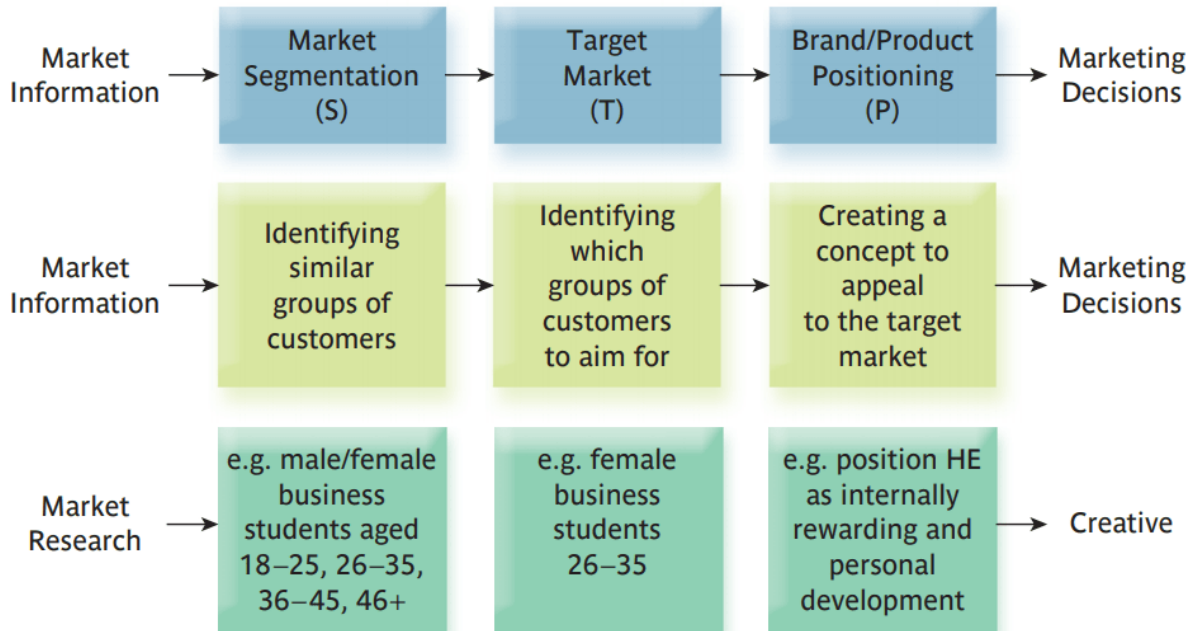 Market
Information
Market
Segmentation
(S)
Target
Market
(T)
Brand/Product
Positioning
(P)
Marketing
Decisions
Market
Information
Identifying
similar
groups of
customers
Identifying
which
groups of
customers
to aim for
Creating a
concept to
appeal
to the target
market
Marketing
Decisions
Market
Research
e.g. male/female
business
students aged
18–25, 26–35,
36–45, 46+
e.g. female
business
students
26–35
e.g. position HE
as internally
rewarding and
personal
development
Creative